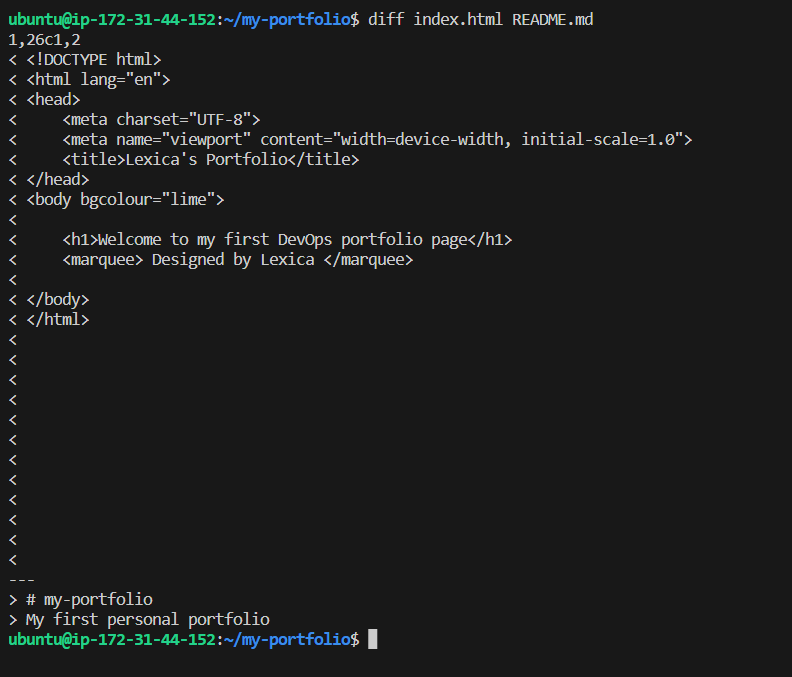 ubuntu@ip-172-31-44-152:~/my-portfolio$ diff index.html README.md
1,26c1,2
< <!DOCTYPE html>
< <html lang="en">
< <head>
<     <meta charset="UTF-8">
<     <meta name="viewport" content="width=device-width, initial-scale=1.0">
<     <title>Lexica's Portfolio</title>
< </head>
< <body bgcolour="lime">
<
<     <h1>Welcome to my first DevOps portfolio page</h1>
<     <marquee> Designed by Lexica </marquee>
<
< </body>
< </html>
<
<
<
<
<
<
<
<
<
<
<
<
---
> # my-portfolio
> My first personal portfolio
ubuntu@ip-172-31-44-152:~/my-portfolio$